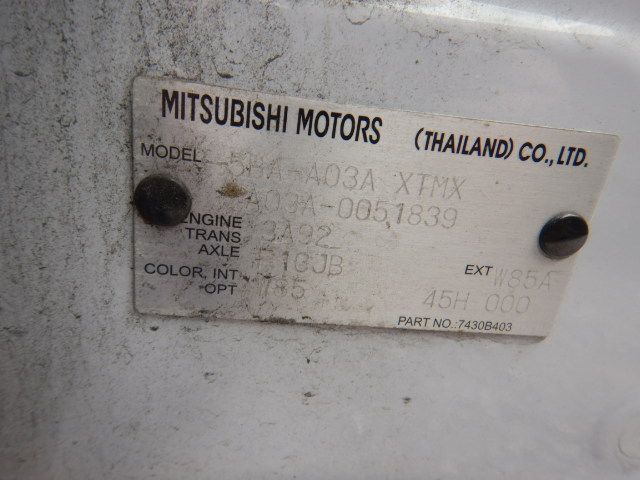 MITSUBISHI MOTORS (THAILAND) CO., LTD.
MODEL A03A XTMX
A03A-0051839
ENGINE 3A92
TRANS
AXLE
COLOR, INT EXT W85A
OPT 45H 000
PART NO.:7430B403